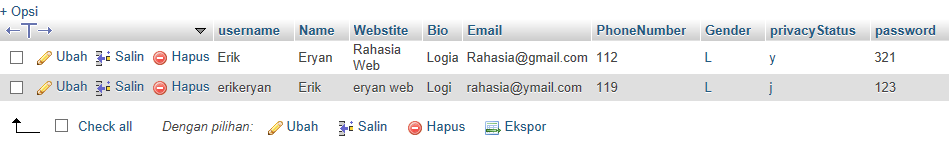 + Opsi
←T→ username Name Webstite Bio Email PhoneNumber Gender privacyStatus password
Ubah Salin Hapus Erik Eryan Rahasia Web Logia Rahasia@gmail.com 112 L y 321
Ubah Salin Hapus erikeryan Erik eryan web Logi rahasia@ymail.com 119 L j 123
Check all Dengan pilihan: Ubah Salin Hapus Ekspor